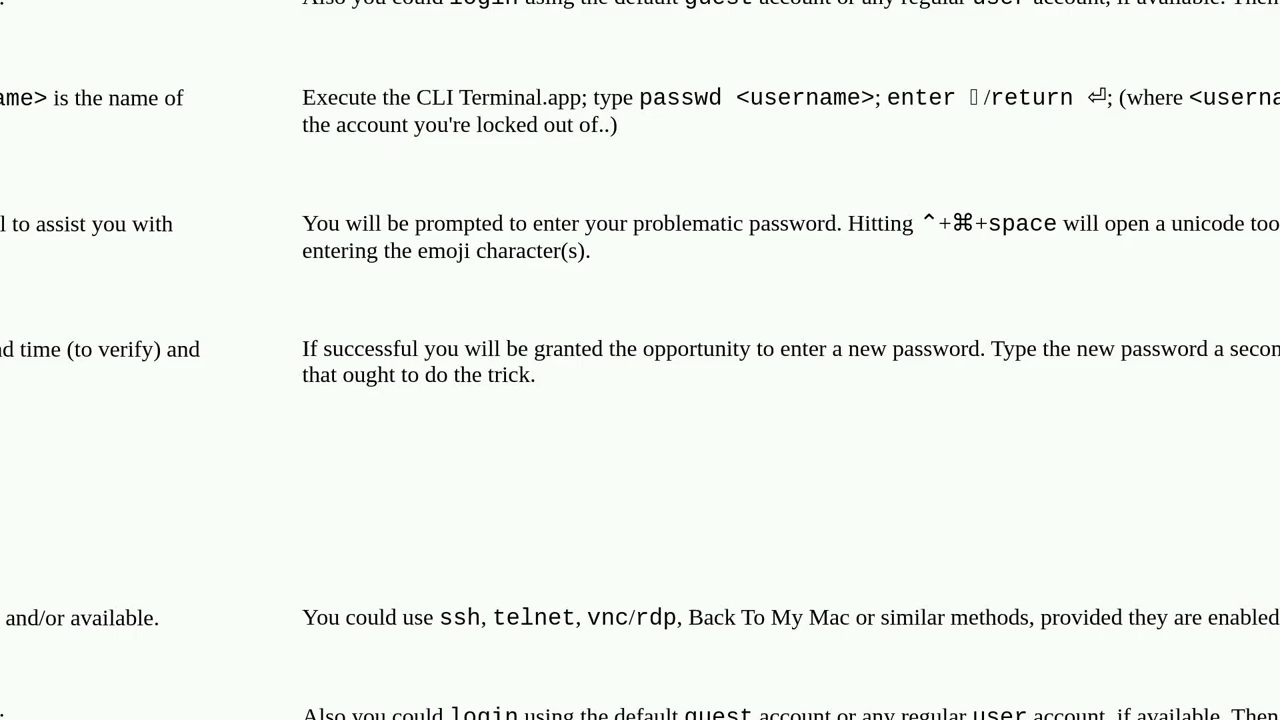 Also you could login using the default guest account or any regular user account, if available. Then
ame> is the name of
Execute the CLI Terminal.app; type passwd <username>; enter /return ⏎; (where <userna
the account you're locked out of..)
l to assist you with
You will be prompted to enter your problematic password. Hitting ⌃+⌘+space will open a unicode too
entering the emoji character(s).
nd time (to verify) and
If successful you will be granted the opportunity to enter a new password. Type the new password a secon
that ought to do the trick.
and/or available.
You could use ssh, telnet, vnc/rdp, Back To My Mac or similar methods, provided they are enabled
Also you could login using the default guest account or any regular user account, if available. Then